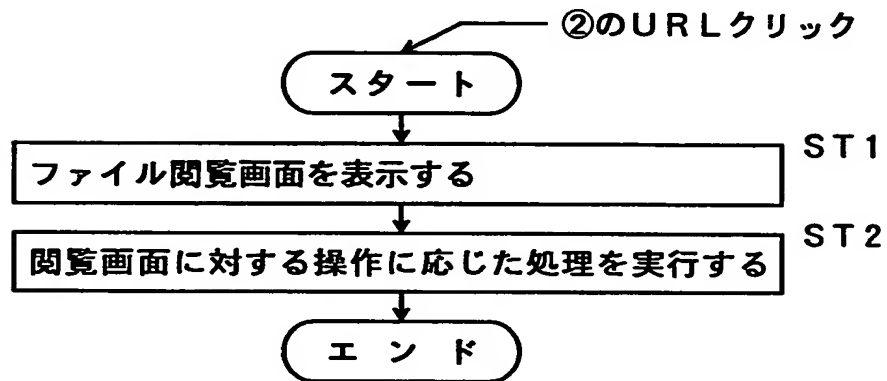 ②のURLクリック
スタート
ST1
ファイル閲覧画面を表示する
ST2
閲覧画面に対する操作に応じた処理を実行する
エンド